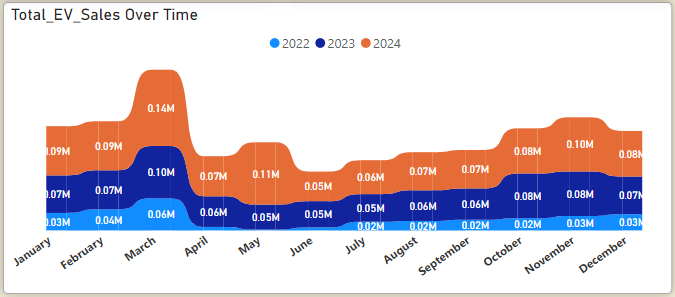 Total_EV_Sales Over Time
2022 2023 2024
0.09M 0.09M 0.14M 0.07M 0.11M 0.05M 0.06M 0.07M 0.07M 0.08M 0.10M 0.08M
0.07M 0.07M 0.10M 0.06M 0.05M 0.05M 0.05M 0.06M 0.06M 0.08M 0.08M 0.07M
0.03M 0.04M 0.06M 0.02M 0.02M 0.02M 0.02M 0.03M 0.03M
January February March April May June July August September October November December